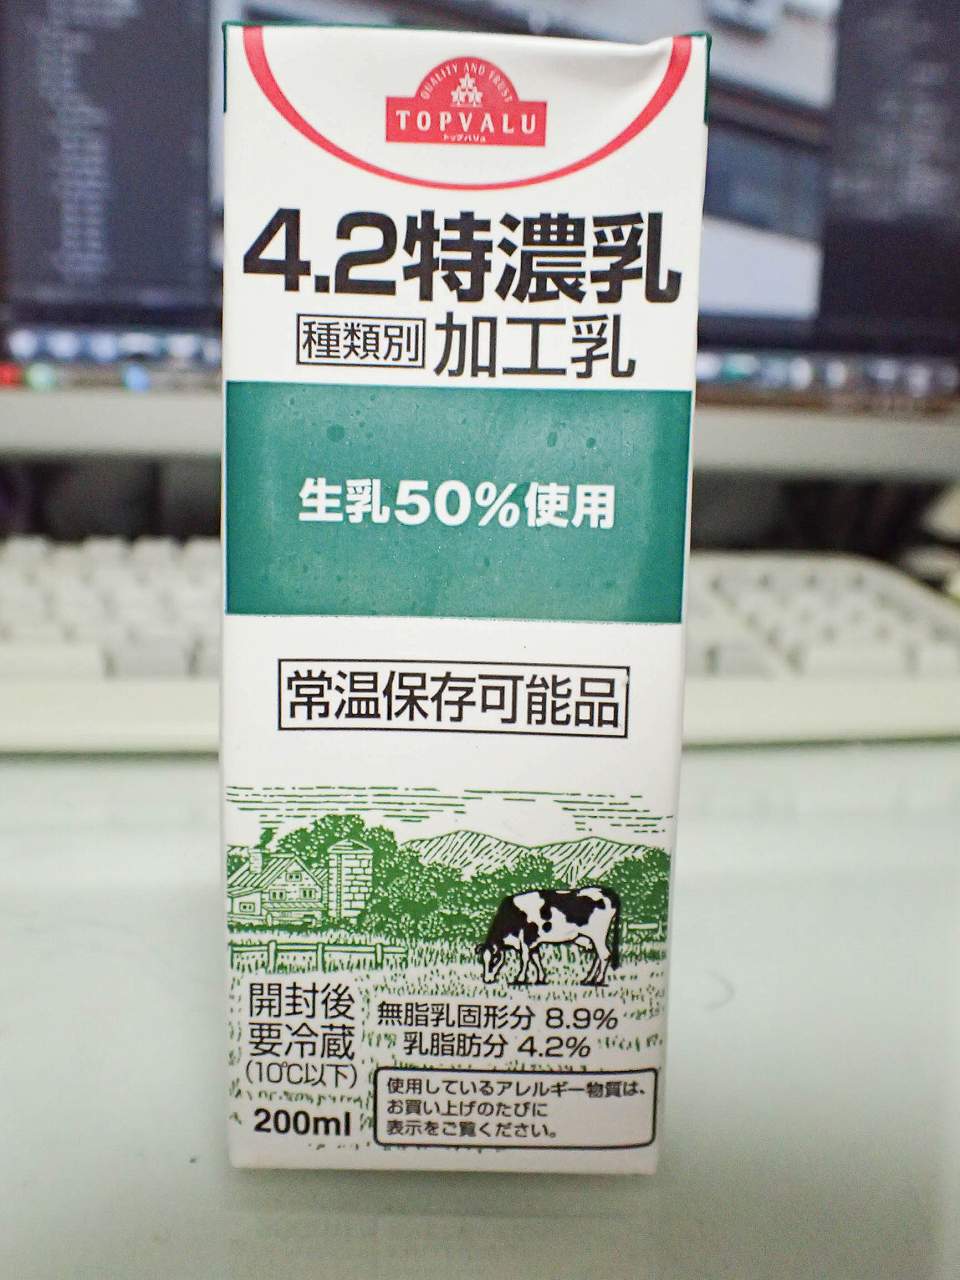 QUALITY AND TRUST
TOPVALU
トップバリュ
4.2特濃乳
種類別 加工乳
生乳50%使用
常温保存可能品
開封後
要冷蔵
(10℃以下)
200ml
無脂乳固形分 8.9%
乳脂肪分 4.2%
使用しているアレルギー物質は、
お買い上げのたびに
表示をご覧ください。